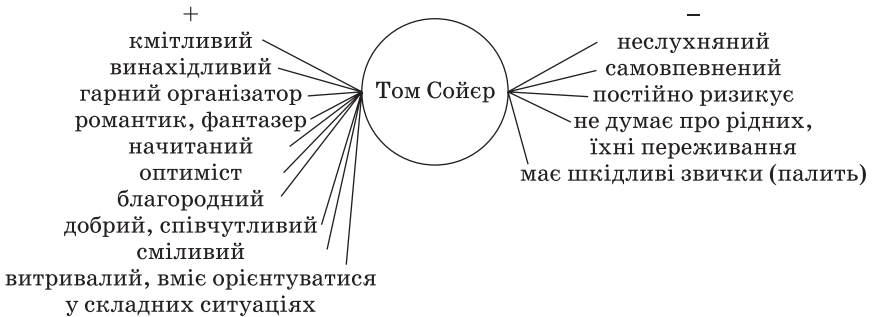 +
кмітливий
винахідливий
гарний організатор
романтик, фантазер
начитаний
оптиміст
благородний
добрий, співчутливий
сміливий
витривалий, вміє орієнтуватися
у складних ситуаціях
Том Сойєр
–
неслухняний
самовпевнений
постійно ризикує
не думає про рідних,
їхні переживання
має шкідливі звички (палить)